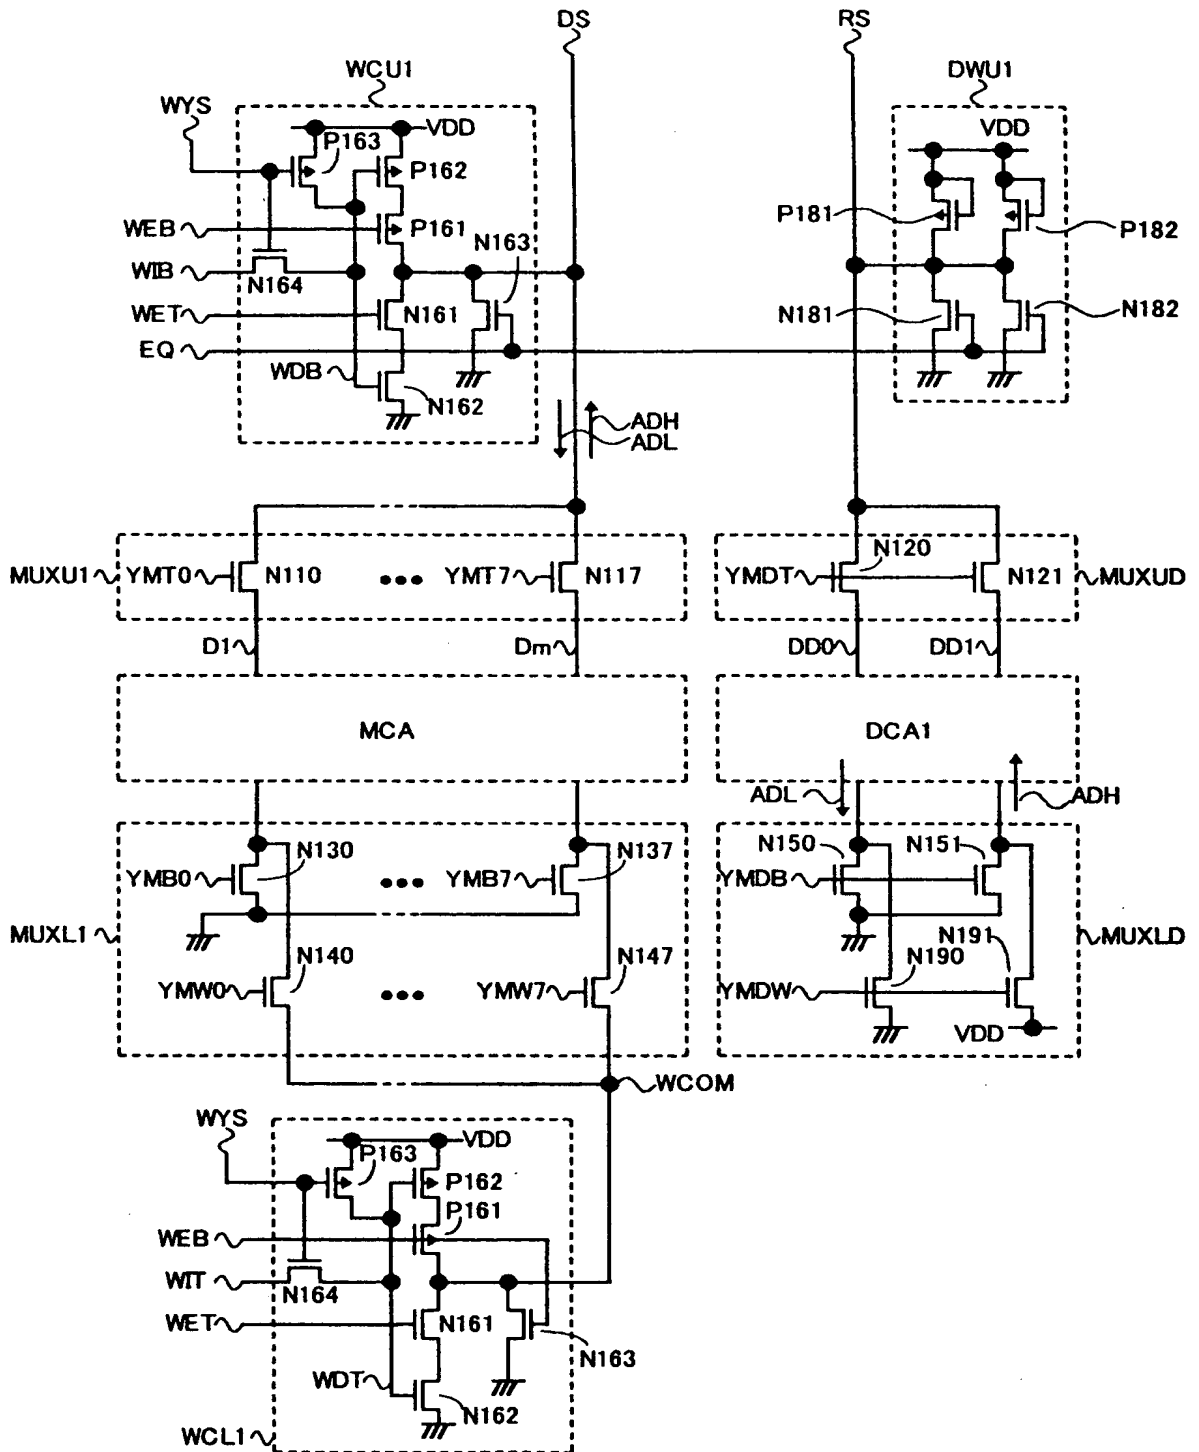 DS
RS
WCU1
DWU1
WYS
VDD
P163
P162
WEB
P161
N163
WIB
N164
WET
N161
EQ
WDB
N162
VDD
P181
P182
N181
N182
ADH
ADL
MUXU1
YMT0
N110
•••
YMT7
N117
YMDT
N120
N121
MUXUD
D1
Dm
DD0
DD1
MCA
DCA1
ADL
ADH
N130
N137
N150
N151
YMB0
•••
YMB7
YMDB
MUXL1
MUXLD
N140
N147
N190
N191
YMW0
•••
YMW7
YMDW
VDD
WCOM
WYS
VDD
P163
P162
P161
WEB
WIT
N164
WET
N161
N163
WDT
N162
WCL1